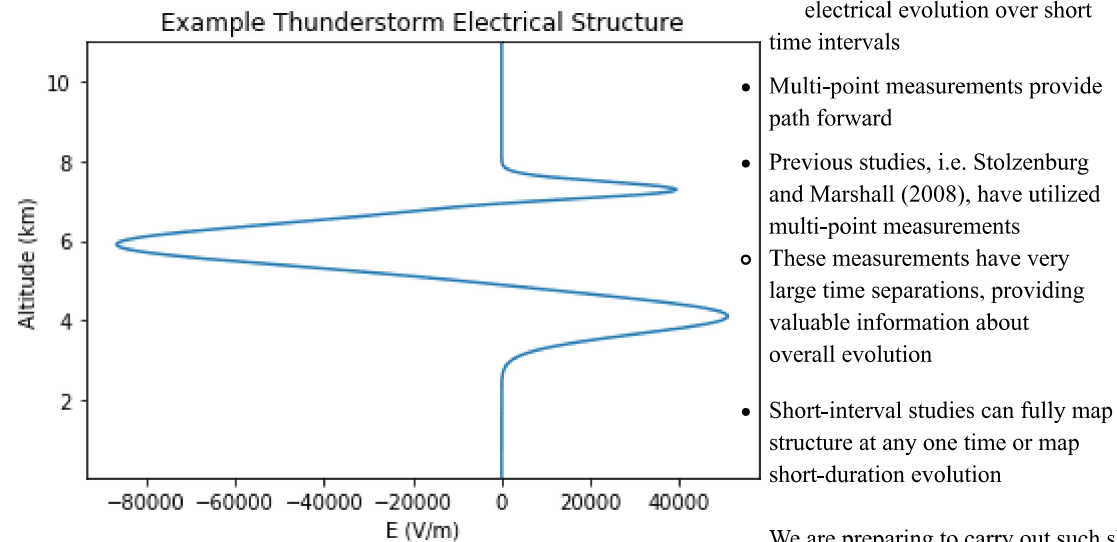 Example Thunderstorm Electrical Structure
10
8
6
4
2
Altitude (km)
−80000 −60000 −40000 −20000 0 20000 40000
E (V/m)
electrical evolution over short
time intervals
• Multi-point measurements provide
path forward
• Previous studies, i.e. Stolzenburg
and Marshall (2008), have utilized
multi-point measurements
o These measurements have very
large time separations, providing
valuable information about
overall evolution
• Short-interval studies can fully map
structure at any one time or map
short-duration evolution
We are preparing to carry out such